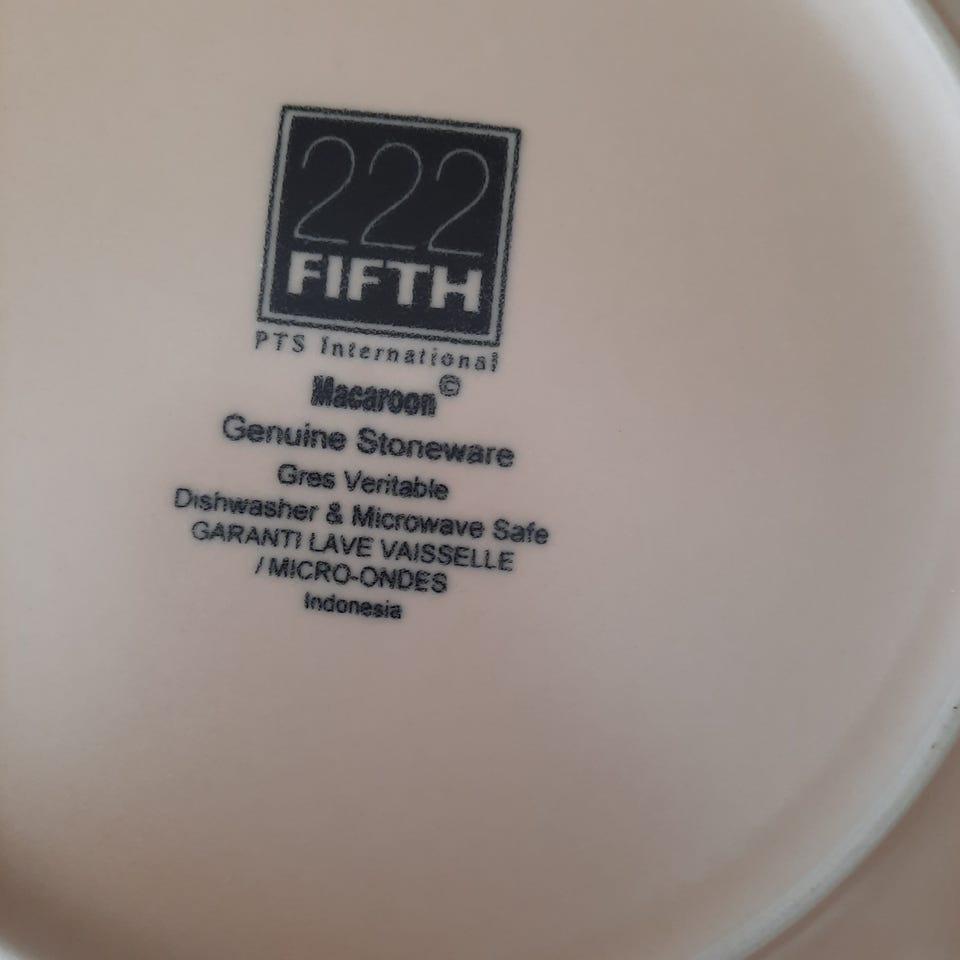 222
FIFTH
PTS International
Macaroon©
Genuine Stoneware
Gres Veritable
Dishwasher & Microwave Safe
GARANTI LAVE VAISSELLE
/ MICRO-ONDES
Indonesia